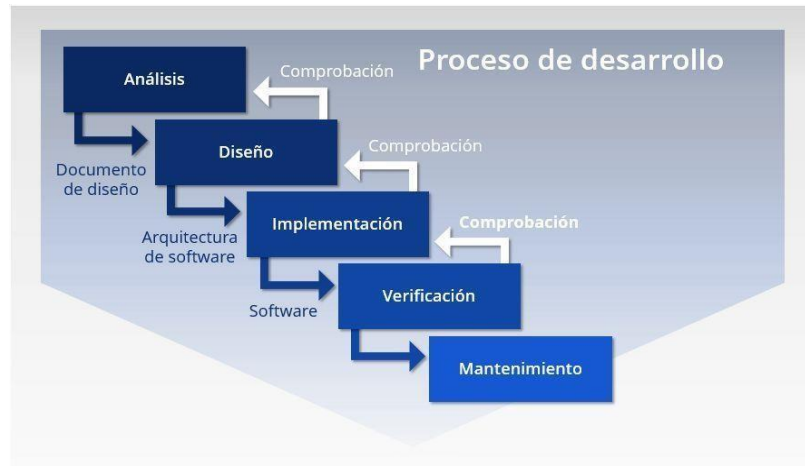 Proceso de desarrollo
Análisis
Comprobación
Diseño
Documento
de diseño
Comprobación
Implementación
Arquitectura
de software
Comprobación
Verificación
Software
Mantenimiento